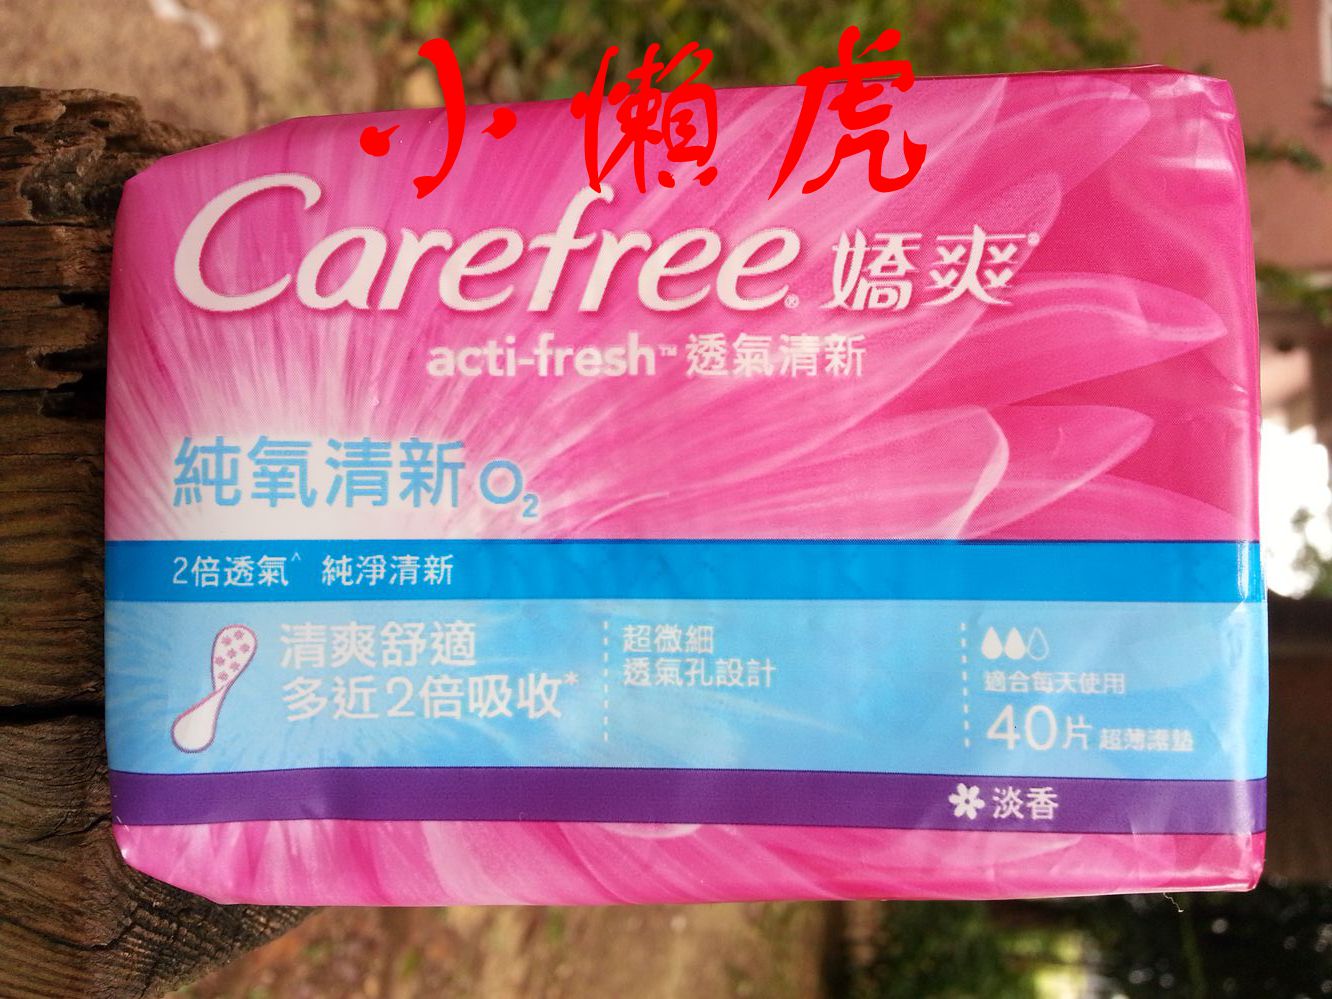 小懶虎
Carefree® 嬌爽®
acti-fresh™ 透氣清新
純氧清新 O₂
2倍透氣^ 純淨清新
清爽舒適
多近2倍吸收*
超微細
透氣孔設計
適合每天使用
40片 超薄護墊
淡香